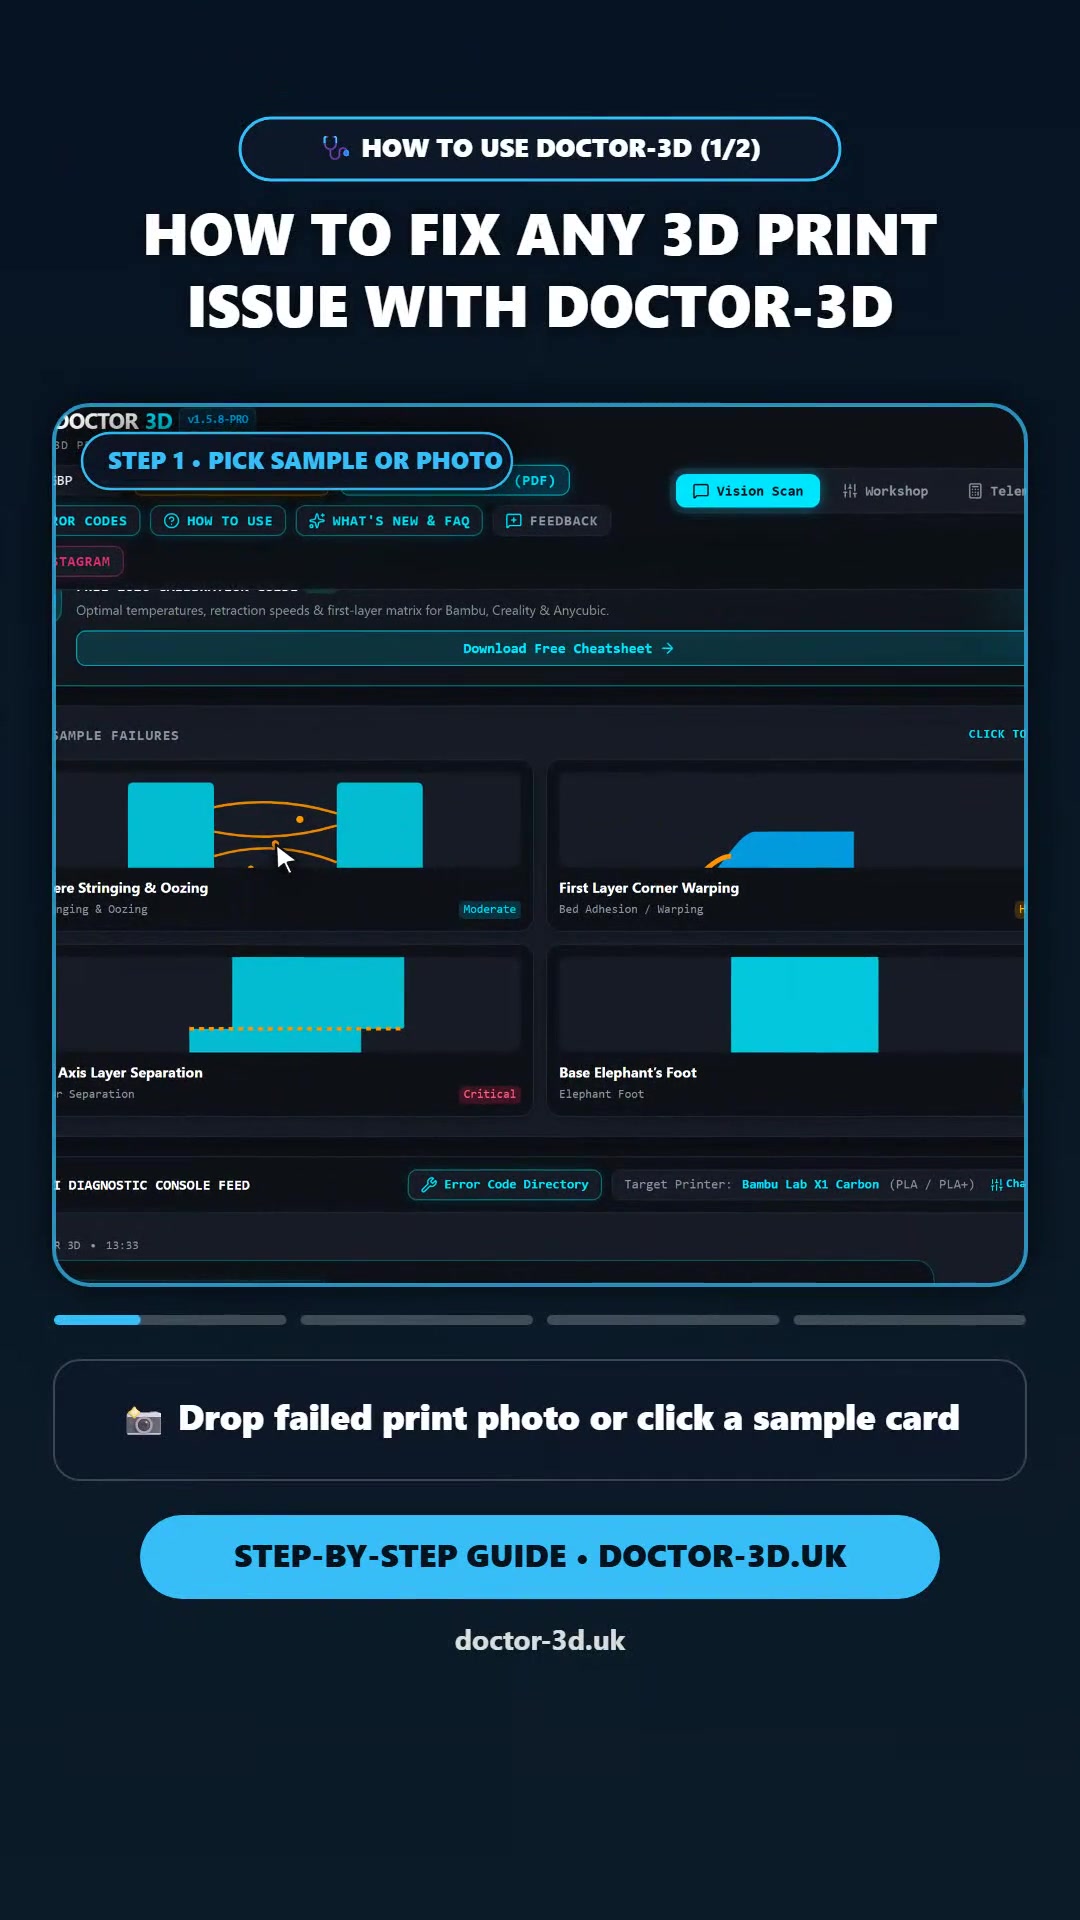 HOW TO USE DOCTOR-3D (1/2)
HOW TO FIX ANY 3D PRINT
ISSUE WITH DOCTOR-3D
DOCTOR 3D v1.5.8-PRO
3D
STEP 1 • PICK SAMPLE OR PHOTO
GBP
(PDF)
Vision Scan
Workshop
CODES
HOW TO USE
WHAT'S NEW & FAQ
FEEDBACK
STAGRAM
Optimal temperatures, retraction speeds & first-layer matrix for Bambu, Creality & Anycubic.
Download Free Cheatsheet →
SAMPLE FAILURES
CLICK TO
ere Stringing & Oozing
nging & Oozing
Moderate
First Layer Corner Warping
Bed Adhesion / Warping
Axis Layer Separation
r Separation
Critical
Base Elephant's Foot
Elephant Foot
I DIAGNOSTIC CONSOLE FEED
Error Code Directory
Target Printer: Bambu Lab X1 Carbon (PLA / PLA+)
R 3D • 13:33
Drop failed print photo or click a sample card
STEP-BY-STEP GUIDE • DOCTOR-3D.UK
doctor-3d.uk